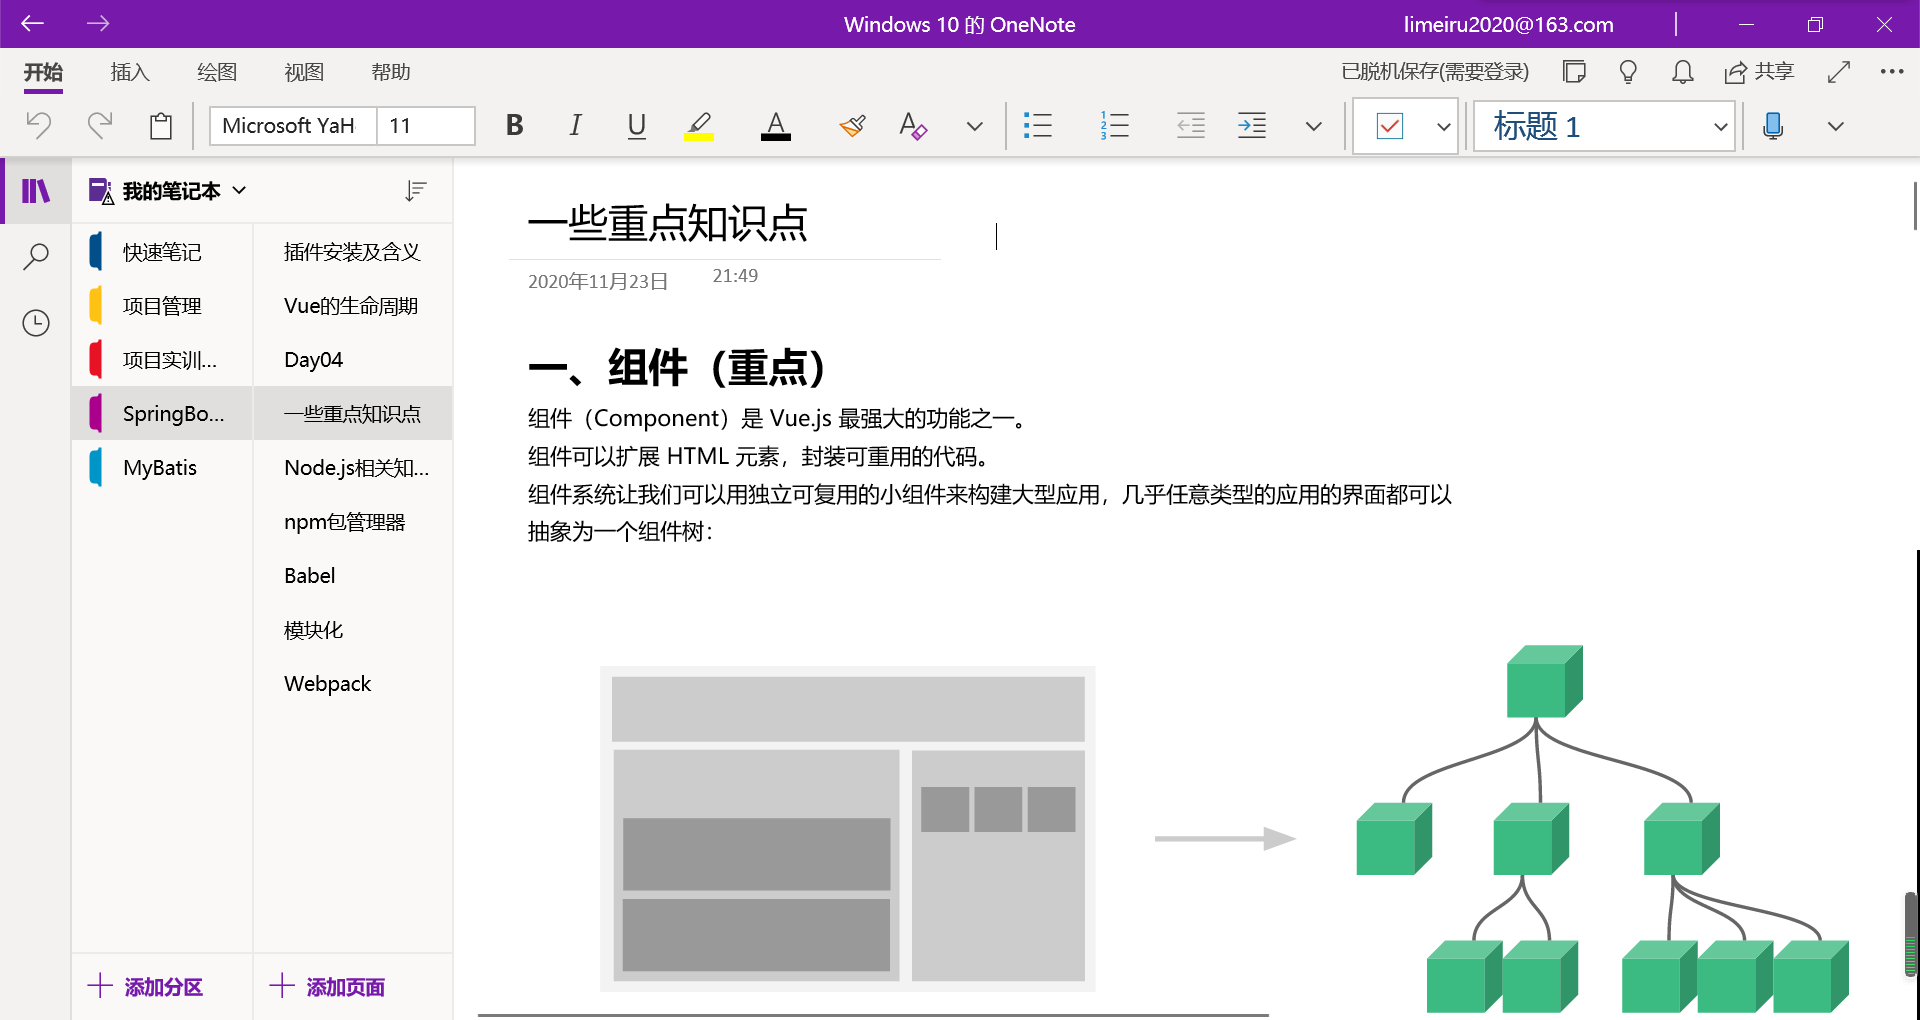 Windows 10 的 OneNote
limeiru2020@163.com
开始 插入 绘图 视图 帮助
已脱机保存(需要登录)
共享
Microsoft YaH
11
B I U A A
标题 1
我的笔记本
快速笔记
项目管理
项目实训...
SpringBo...
MyBatis
添加分区
插件安装及含义
Vue的生命周期
Day04
一些重点知识点
Node.js相关知...
npm包管理器
Babel
模块化
Webpack
添加页面
一些重点知识点
2020年11月23日 21:49
一、组件（重点）
组件（Component）是 Vue.js 最强大的功能之一。
组件可以扩展 HTML 元素，封装可重用的代码。
组件系统让我们可以用独立可复用的小组件来构建大型应用，几乎任意类型的应用的界面都可以
抽象为一个组件树：